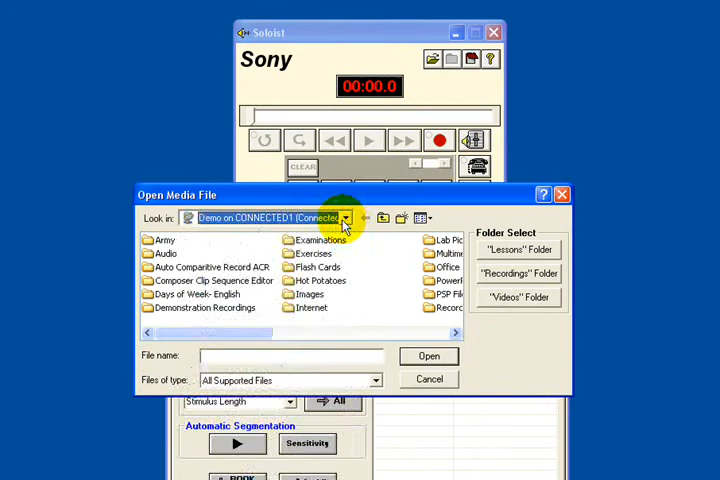 Soloist
Sony
00:00.0
CLEAR
Open Media File
Look in: Demo on CONNECTED1 (Connected
Army
Audio
Auto Comparitive Record ACR
Composer Clip Sequence Editor
Days of Week- English
Demonstration Recordings
Examinations
Exercises
Flash Cards
Hot Potatoes
Images
Internet
Lab Pic
Multime
Office
Powerl
PSP File
Record
Folder Select
"Lessons" Folder
"Recordings" Folder
"Videos" Folder
File name:
Open
Files of type: All Supported Files
Cancel
Stimulus Length
All
Automatic Segmentation
Sensitivity
BOOK